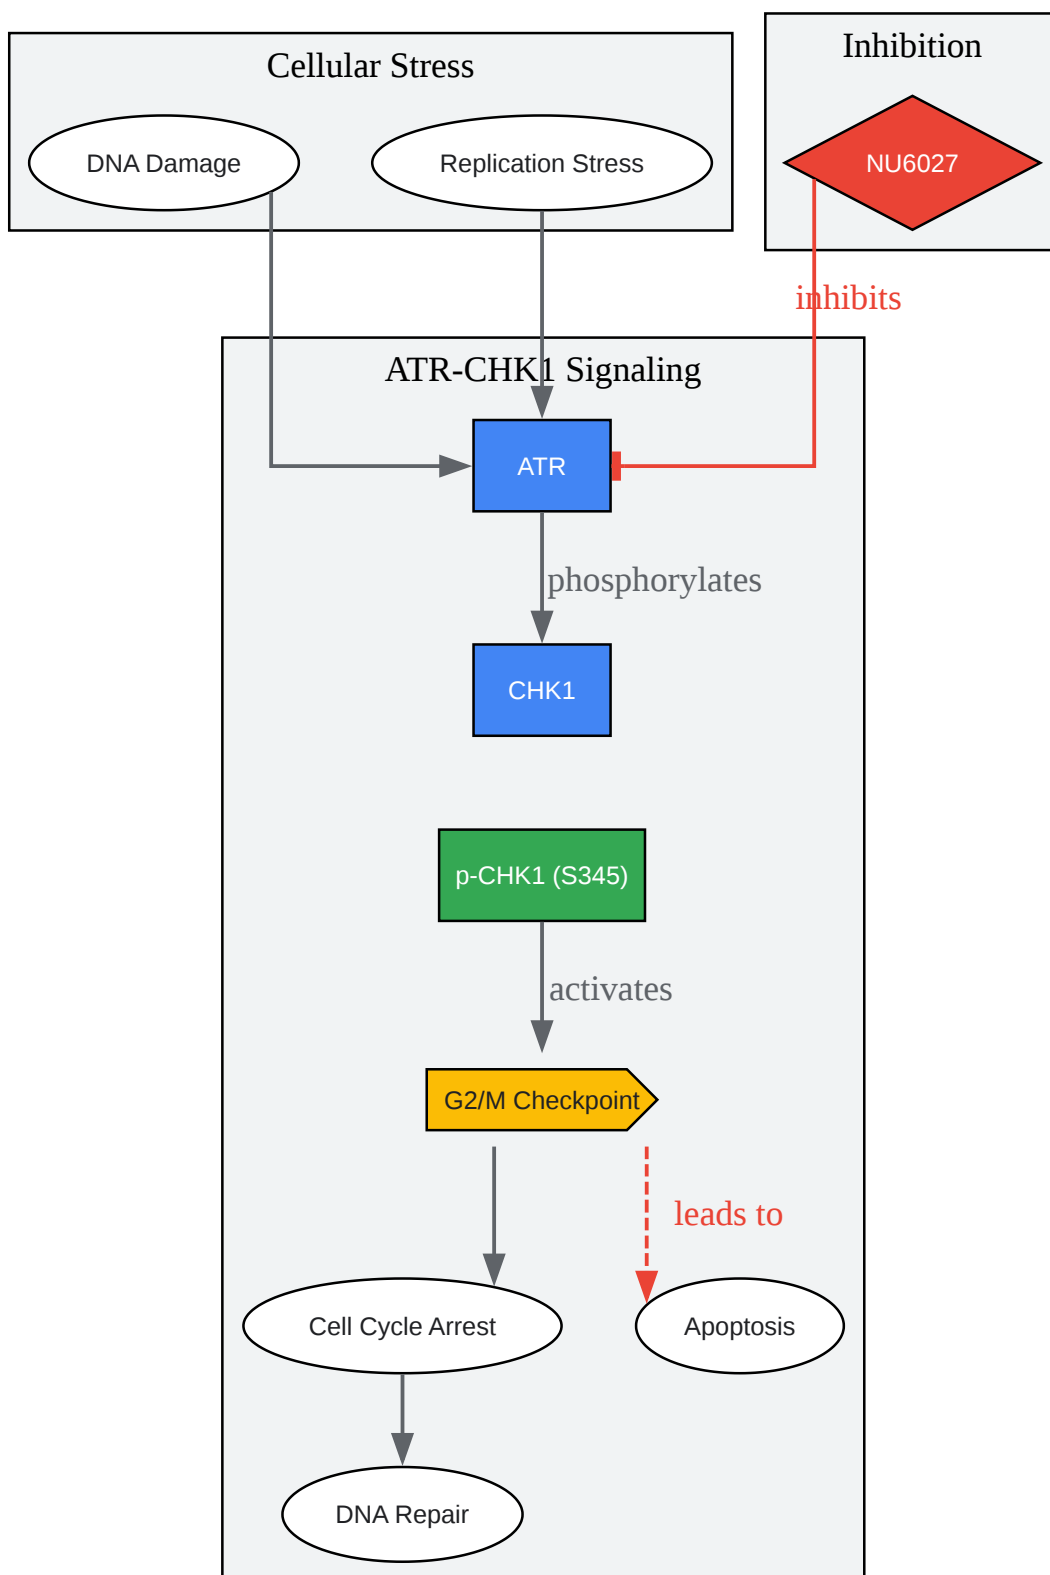 Cellular Stress
Inhibition
DNA Damage
Replication Stress
NU6027
inhibits
ATR-CHK1 Signaling
ATR
phosphorylates
CHK1
p-CHK1 (S345)
activates
G2/M Checkpoint
leads to
Cell Cycle Arrest
Apoptosis
DNA Repair